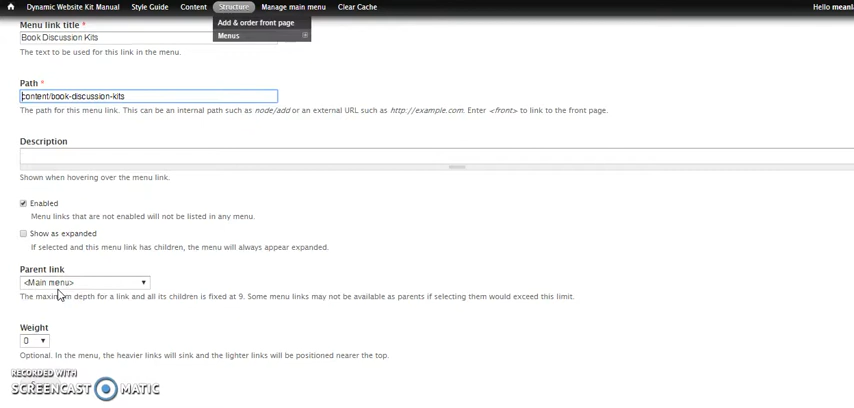 Dynamic Website Kit Manual Style Guide Content Structure Manage main menu Clear Cache Hello meanl
Add & order front page
Menus
Menu link title *
Book Discussion Kits
The text to be used for this link in the menu.
Path *
content/book-discussion-kits
The path for this menu link. This can be an internal path such as node/add or an external URL such as http://example.com. Enter <front> to link to the front page.
Description
Shown when hovering over the menu link.
Enabled
Menu links that are not enabled will not be listed in any menu.
Show as expanded
If selected and this menu link has children, the menu will always appear expanded.
Parent link
<Main menu>
The maximum depth for a link and all its children is fixed at 9. Some menu links may not be available as parents if selecting them would exceed this limit.
Weight
0
Optional. In the menu, the heavier links will sink and the lighter links will be positioned nearer the top.
RECORDED WITH
SCREENCAST MATIC